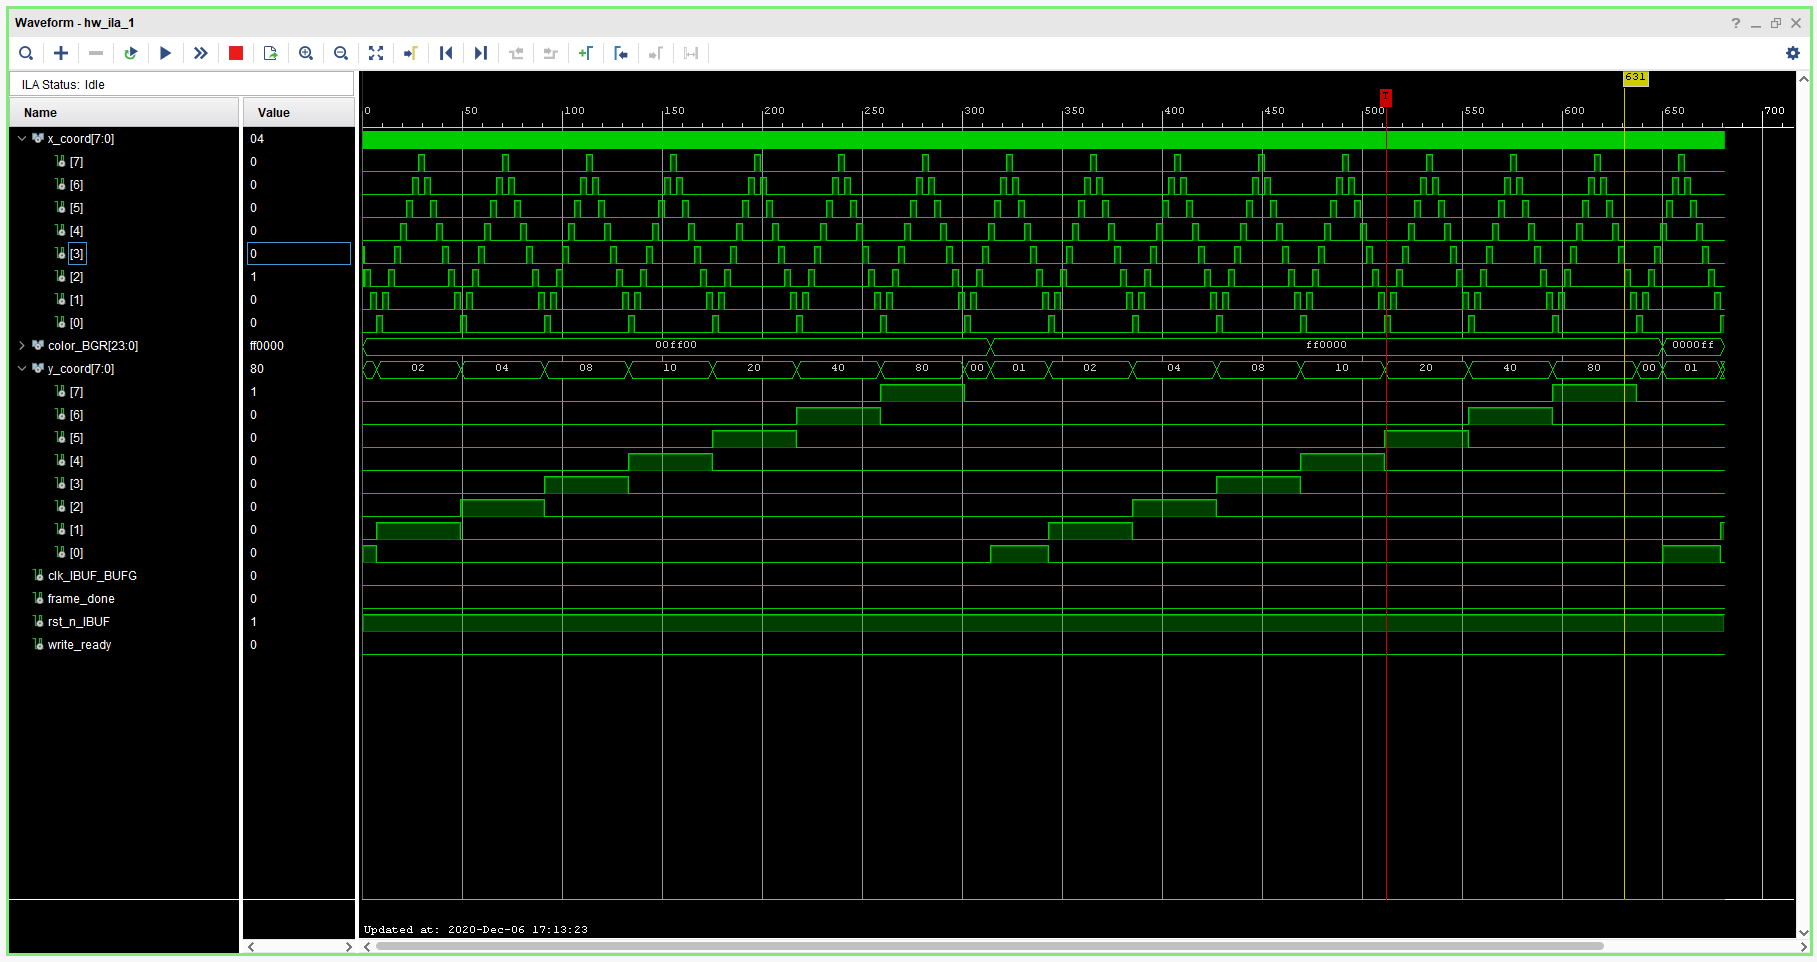 Waveform - hw_ila_1
ILA Status: Idle
Name Value
631
T
0 50 100 150 200 250 300 350 400 450 500 550 600 650 700
x_coord[7:0] 04
[7] 0
[6] 0
[5] 0
[4] 0
[3] 0
[2] 1
[1] 0
[0] 0
color_BGR[23:0] ff0000 00ff00 ff0000 0000ff
y_coord[7:0] 80 02 04 08 10 20 40 80 00 01 02 04 08 10 20 40 80 00 01
[7] 1
[6] 0
[5] 0
[4] 0
[3] 0
[2] 0
[1] 0
[0] 0
clk_IBUF_BUFG 0
frame_done 0
rst_n_IBUF 1
write_ready 0
Updated at: 2020-Dec-06 17:13:23